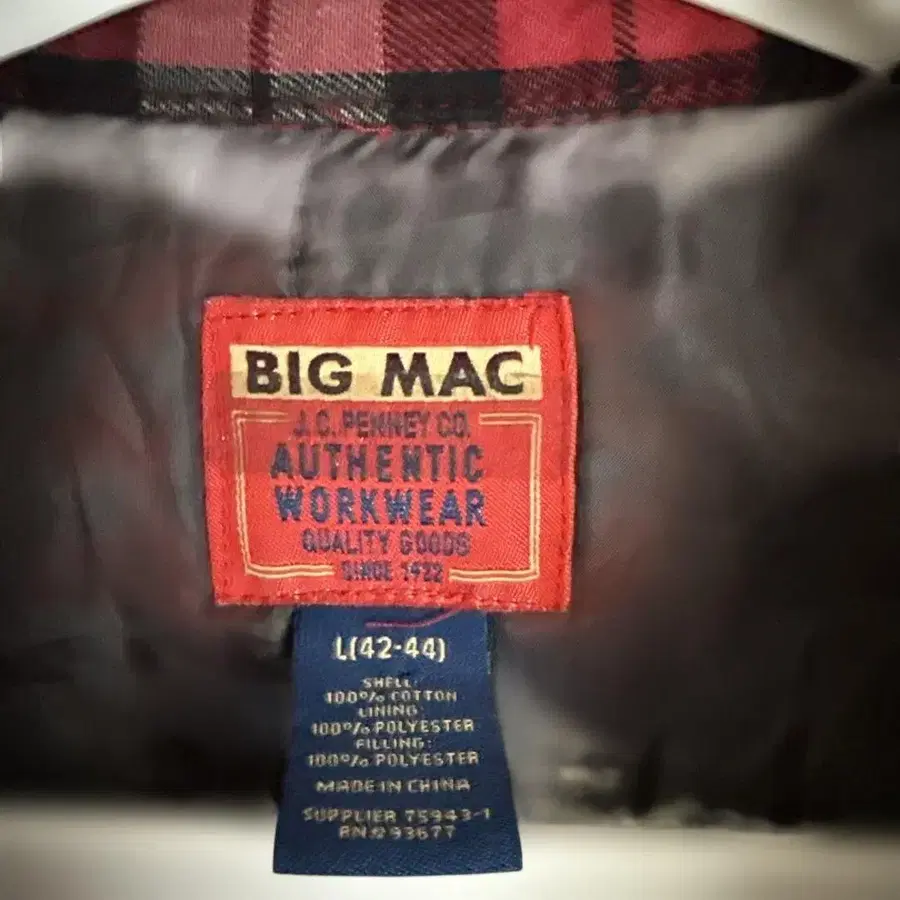 BIG MAC
J.C. PENNEY CO.
AUTHENTIC
WORKWEAR
QUALITY GOODS
SINCE 1922
L(42-44)
SHELL:
100% COTTON
LINING:
100% POLYESTER
FILLING:
100% POLYESTER
MADE IN CHINA
SUPPLIER 75943-1
RN# 93677